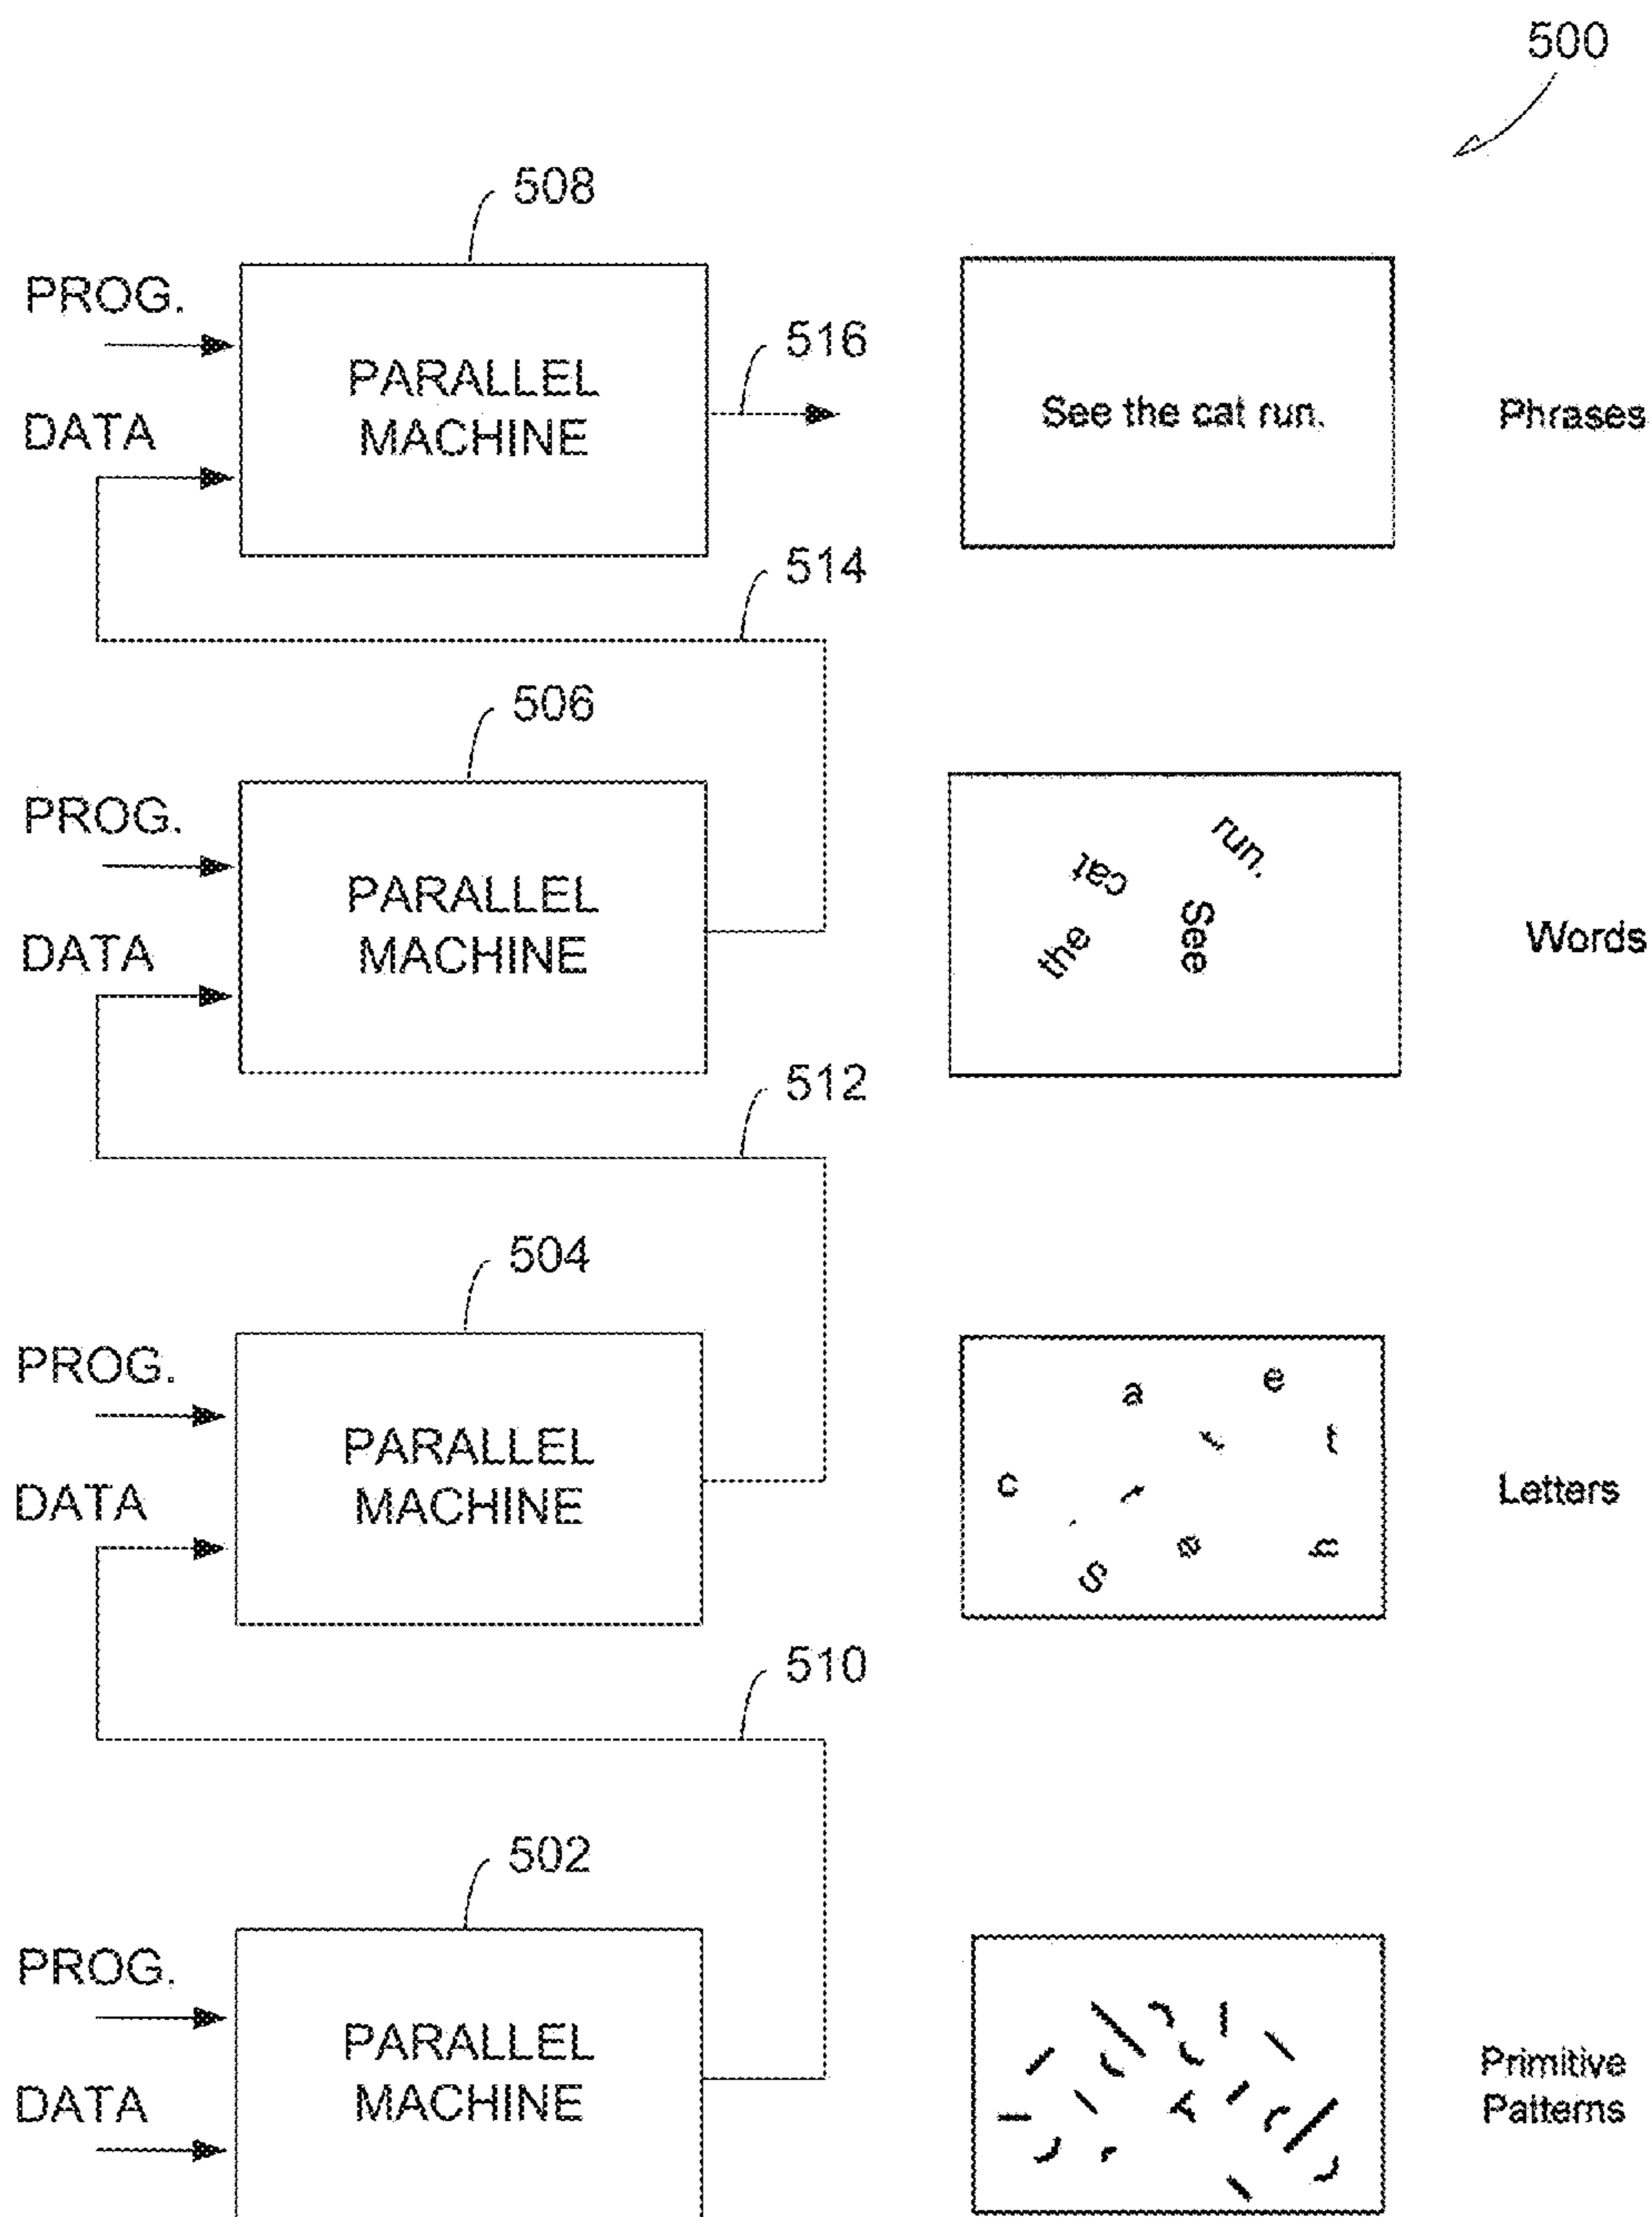 500
508
PROG.
DATA
PARALLEL
MACHINE
516
See the cat run.
Phrases
514
506
PROG.
DATA
PARALLEL
MACHINE
run.
cat
See
the
Words
512
504
PROG.
DATA
PARALLEL
MACHINE
a
e
c
S
Letters
510
502
PROG.
DATA
PARALLEL
MACHINE
Primitive
Patterns